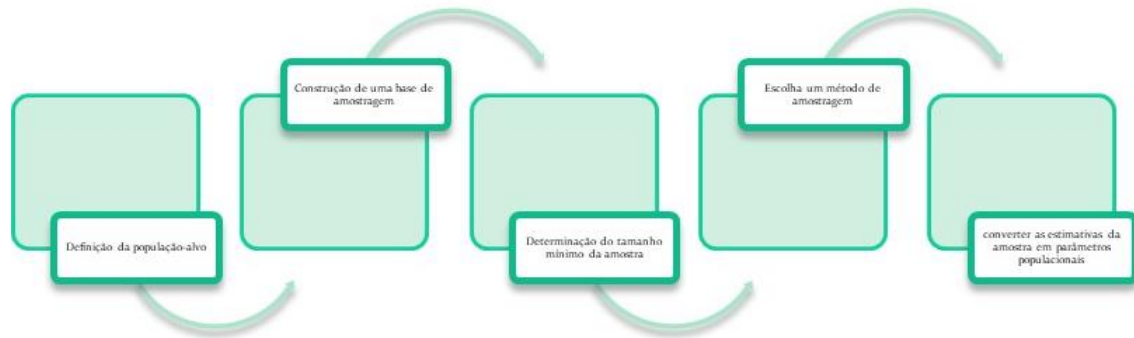 Definição da população-alvo
Construção de uma base de
amostragem
Determinação do tamanho
mínimo da amostra
Escolha um método de
amostragem
converter as estimativas da
amostra em parâmetros
populacionais